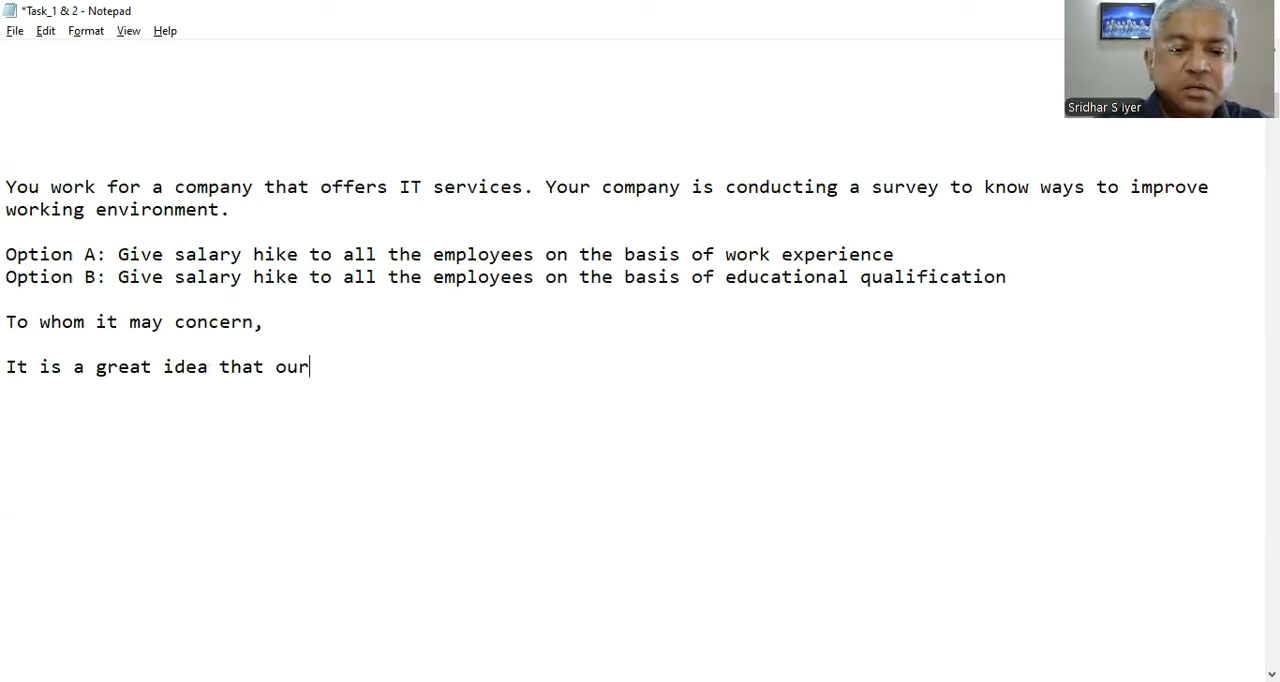 *Task_1 & 2 - Notepad
File Edit Format View Help
Sridhar S iyer
You work for a company that offers IT services. Your company is conducting a survey to know ways to improve
working environment.
Option A: Give salary hike to all the employees on the basis of work experience
Option B: Give salary hike to all the employees on the basis of educational qualification
To whom it may concern,
It is a great idea that our